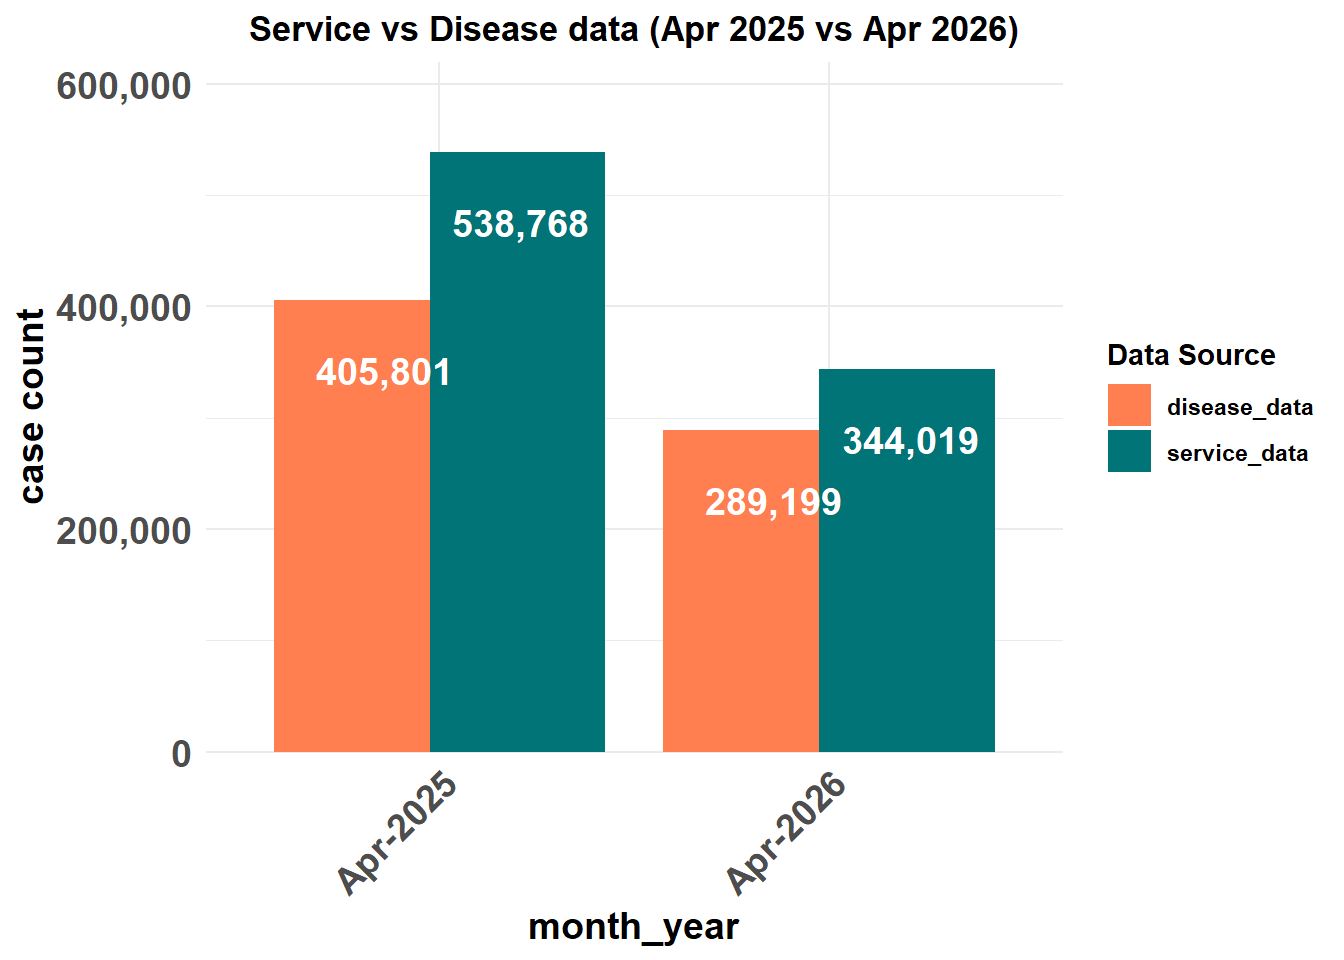 Service vs Disease data (Apr 2025 vs Apr 2026)
600,000
400,000
200,000
0
case count
538,768
405,801
344,019
289,199
Apr-2025
Apr-2026
month_year
Data Source
disease_data
service_data